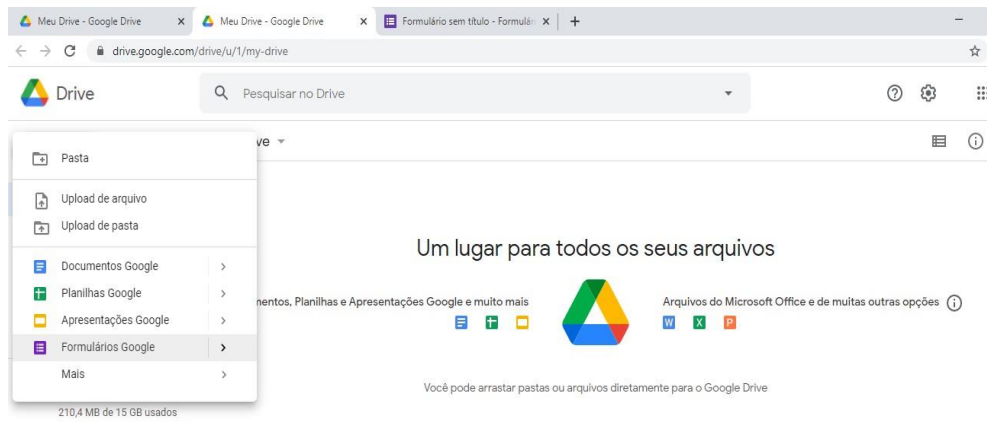 Meu Drive - Google Drive
Meu Drive - Google Drive
Formulário sem título - Formulár
drive.google.com/drive/u/1/my-drive
Drive
Pesquisar no Drive
ve
Pasta
Upload de arquivo
Upload de pasta
Um lugar para todos os seus arquivos
Documentos Google
Planilhas Google
mentos, Planilhas e Apresentações Google e muito mais
Arquivos do Microsoft Office e de muitas outras opções
Apresentações Google
W X P
Formulários Google
Mais
Você pode arrastar pastas ou arquivos diretamente para o Google Drive
210,4 MB de 15 GB usados